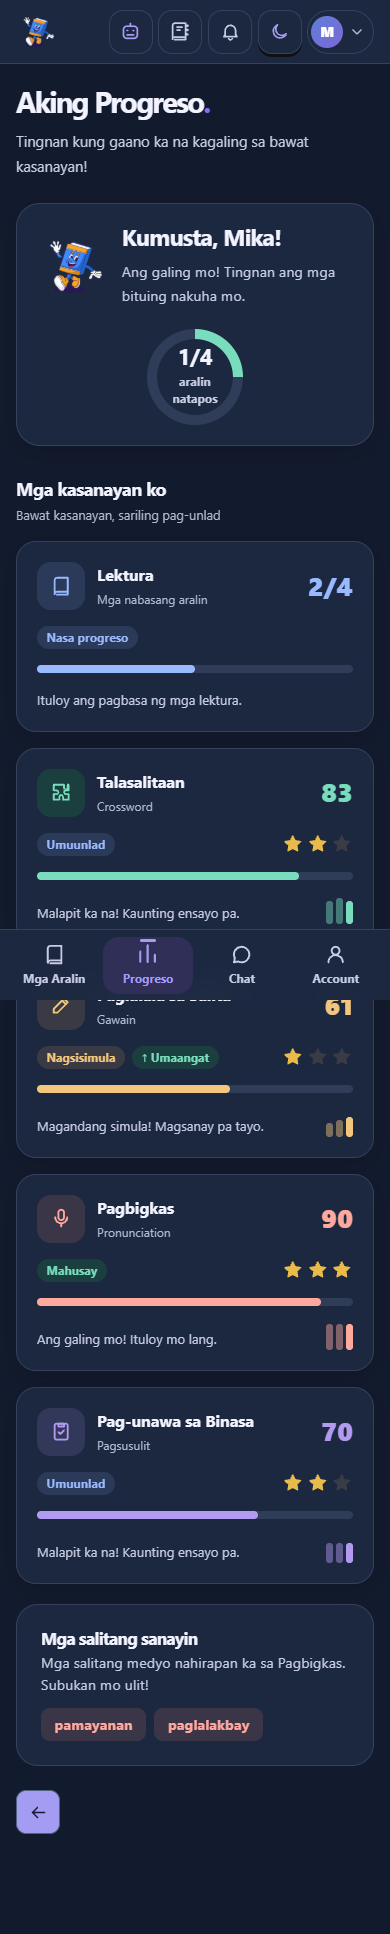 M
Aking Progreso.
Tingnan kung gaano ka na kagaling sa bawat
kasanayan!
Kumusta, Mika!
Ang galing mo! Tingnan ang mga
bituing nakuha mo.
1/4
aralin
natapos
Mga kasanayan ko
Bawat kasanayan, sariling pag-unlad
Lektura
Mga nabasang aralin
2/4
Nasa progreso
Ituloy ang pagbasa ng mga lektura.
Talasalitaan
Crossword
83
Umuunlad
Malapit ka na! Kaunting ensayo pa.
Mga Aralin
Progreso
Chat
Account
Gawain
61
Nagsisimula
↑ Umaangat
Magandang simula! Magsanay pa tayo.
Pagbigkas
Pronunciation
90
Mahusay
Ang galing mo! Ituloy mo lang.
Pag-unawa sa Binasa
Pagsusulit
70
Umuunlad
Malapit ka na! Kaunting ensayo pa.
Mga salitang sanayin
Mga salitang medyo nahirapan ka sa Pagbigkas.
Subukan mo ulit!
pamayanan
paglalakbay